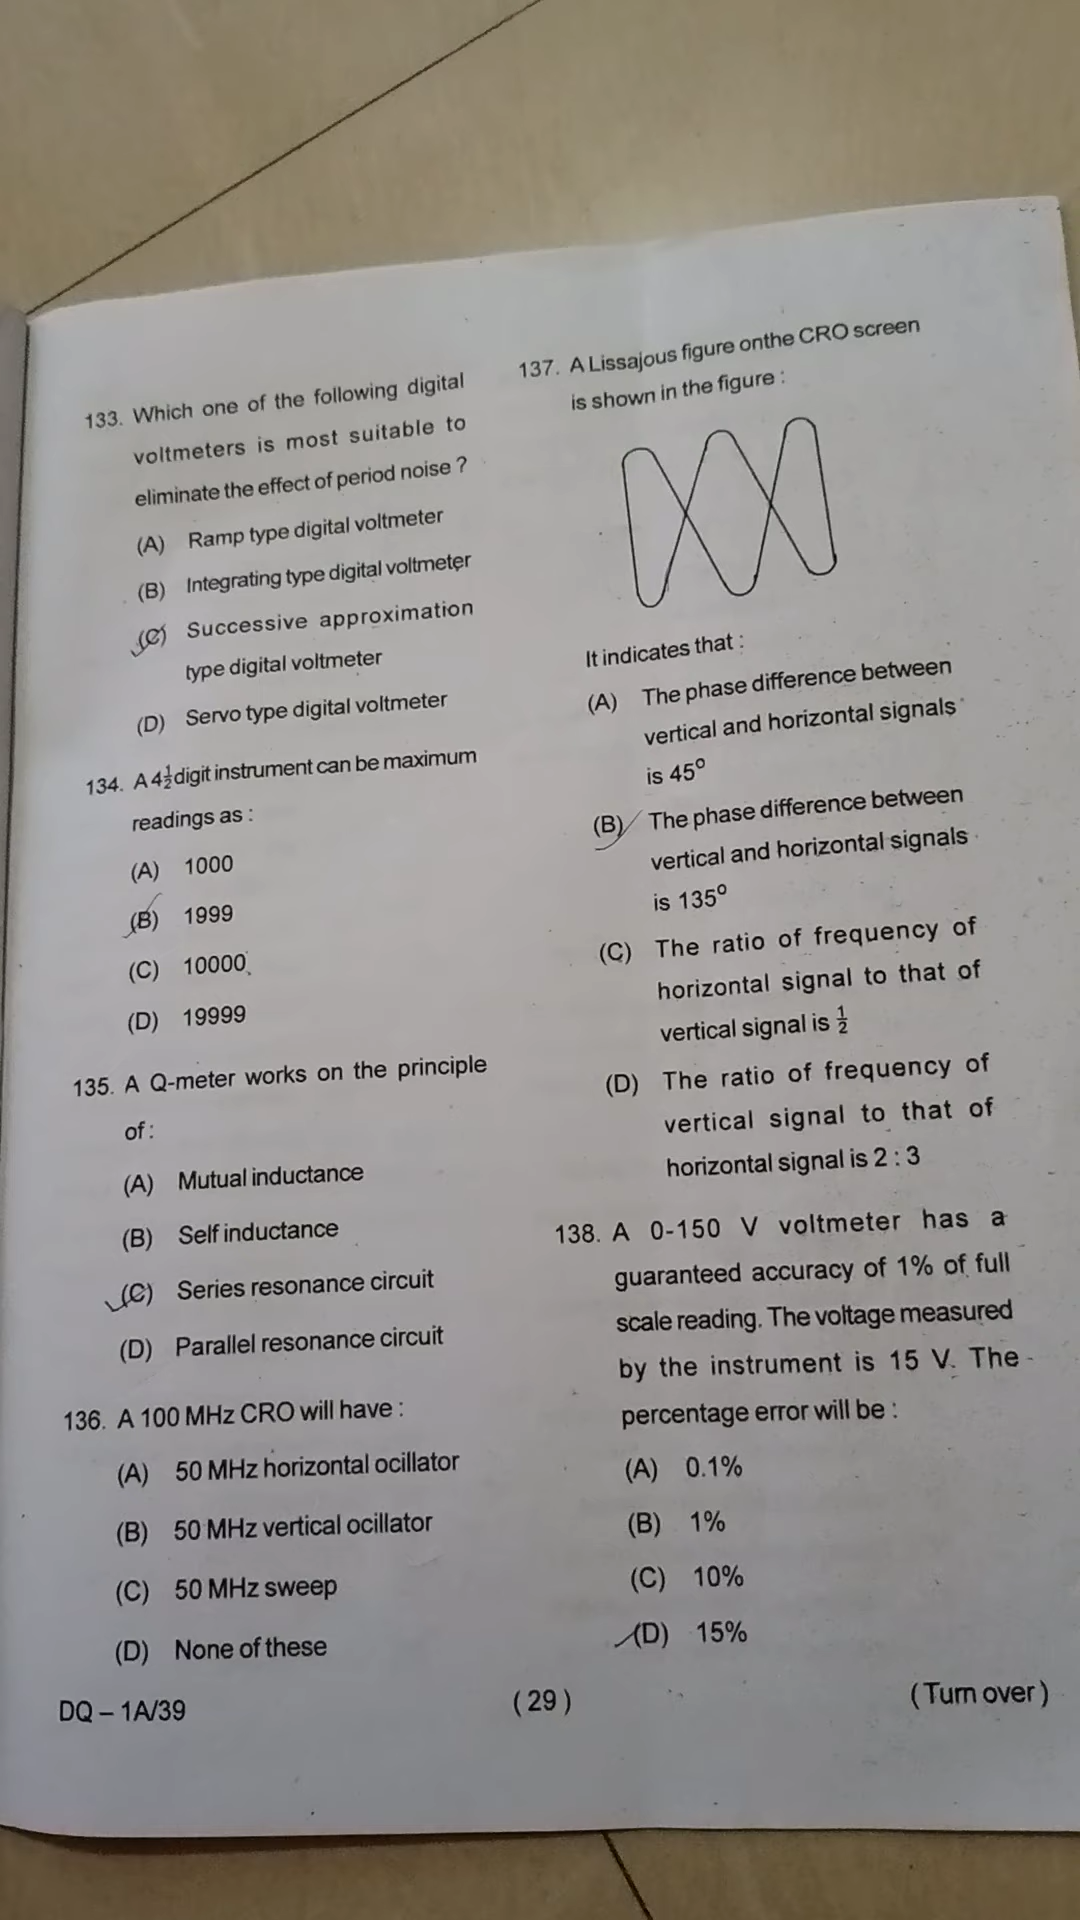 133. Which one of the following digital
voltmeters is most suitable to
eliminate the effect of period noise ?
(A) Ramp type digital voltmeter
(B) Integrating type digital voltmeter
(C) Successive approximation
type digital voltmeter
(D) Servo type digital voltmeter
134. A 4½ digit instrument can be maximum
readings as :
(A) 1000
(B) 1999
(C) 10000
(D) 19999
135. A Q-meter works on the principle
of :
(A) Mutual inductance
(B) Self inductance
(C) Series resonance circuit
(D) Parallel resonance circuit
136. A 100 MHz CRO will have :
(A) 50 MHz horizontal ocillator
(B) 50 MHz vertical ocillator
(C) 50 MHz sweep
(D) None of these
137. A Lissajous figure onthe CRO screen
is shown in the figure :
It indicates that :
(A) The phase difference between
vertical and horizontal signals
is 45°
(B) The phase difference between
vertical and horizontal signals
is 135°
(C) The ratio of frequency of
horizontal signal to that of
vertical signal is ½
(D) The ratio of frequency of
vertical signal to that of
horizontal signal is 2 : 3
138. A 0-150 V voltmeter has a
guaranteed accuracy of 1% of full
scale reading. The voltage measured
by the instrument is 15 V. The
percentage error will be :
(A) 0.1%
(B) 1%
(C) 10%
(D) 15%
DQ – 1A/39
( 29 )
( Turn over )